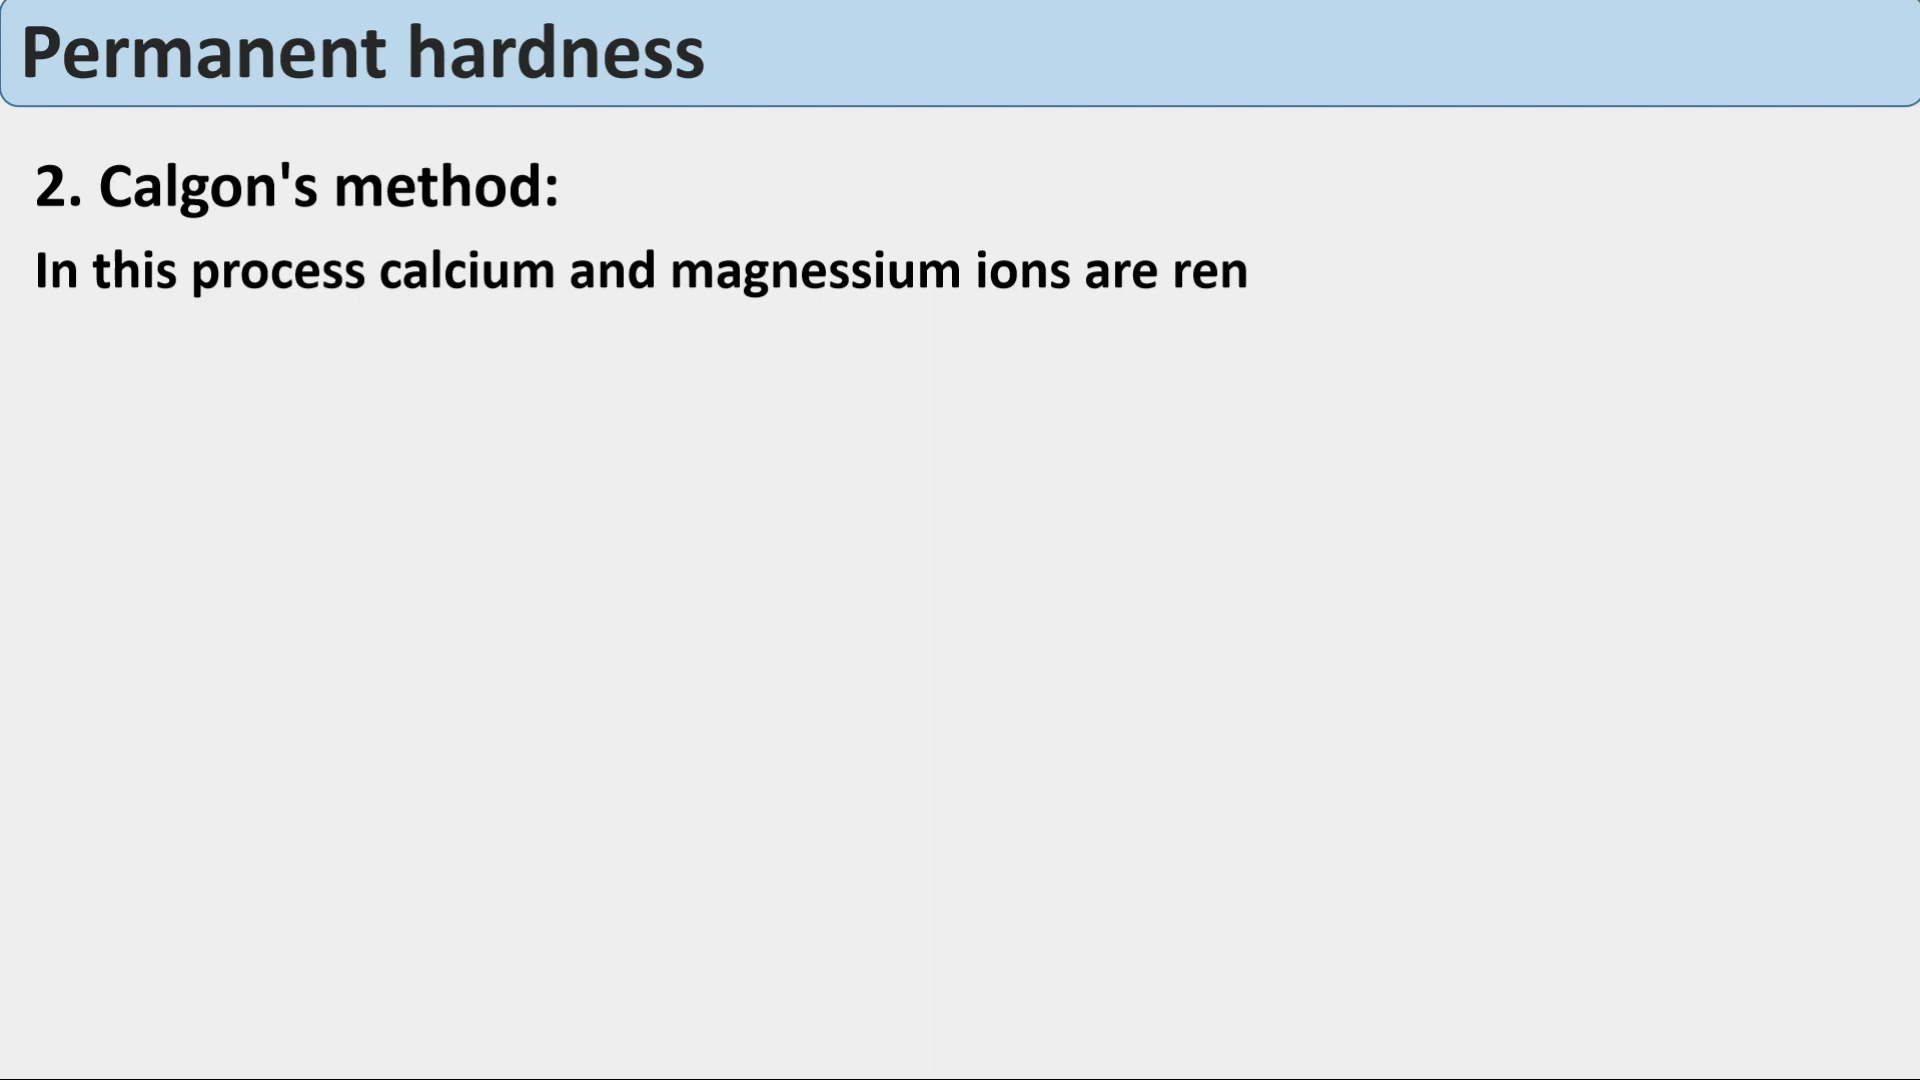 Permanent hardness
2. Calgon's method:
In this process calcium and magnessium ions are ren